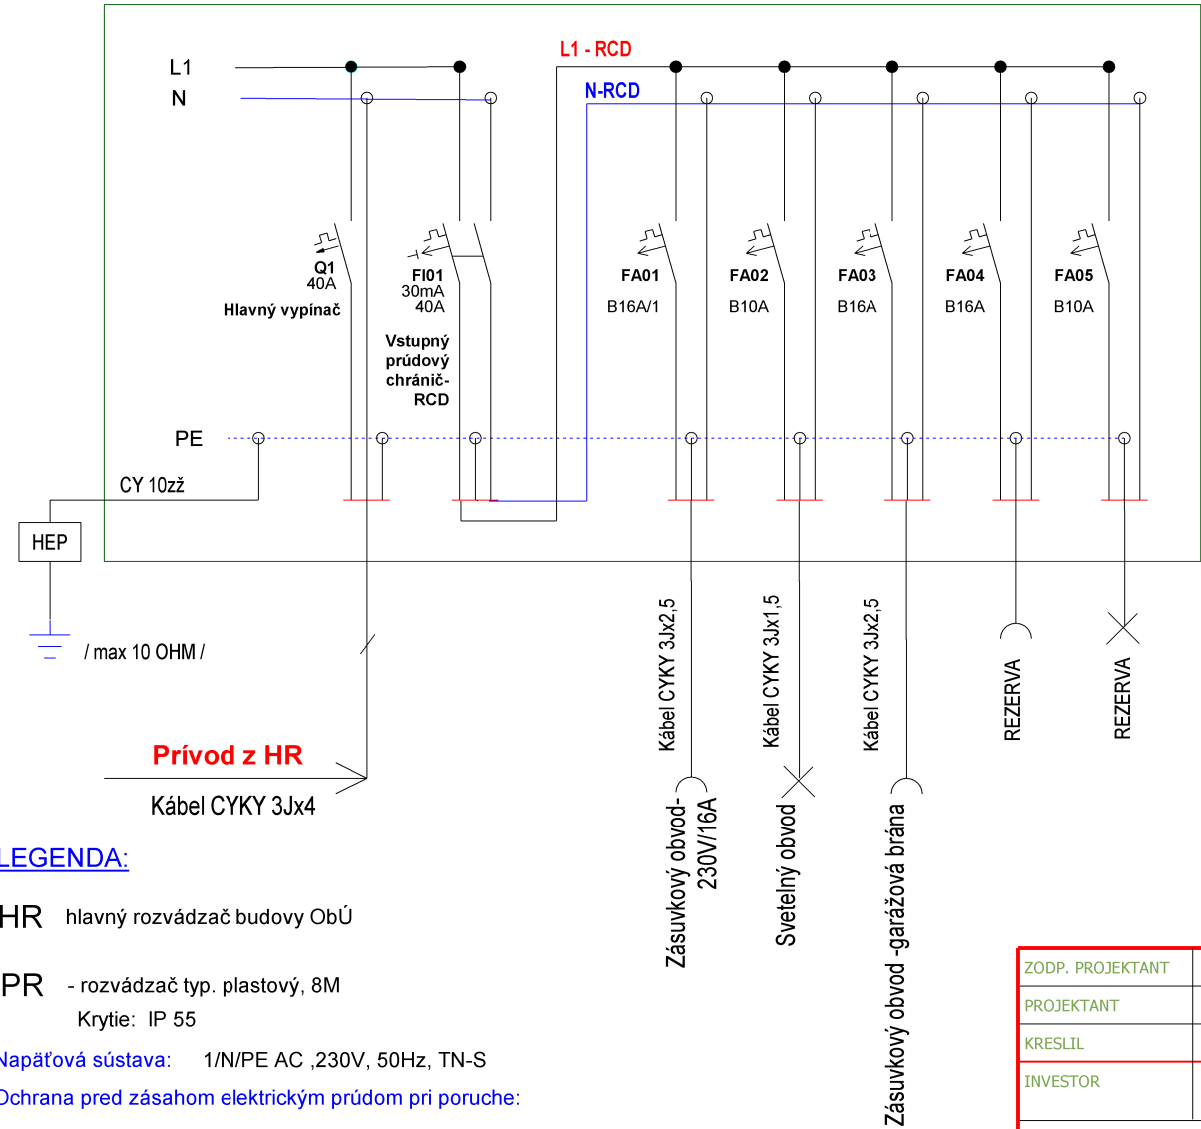 L1 - RCD
L1
N
N-RCD
Q1
40A
Hlavný vypínač
FI01
30mA
40A
Vstupný
prúdový
chránič-
RCD
FA01
B16A/1
FA02
B10A
FA03
B16A
FA04
B16A
FA05
B10A
PE
CY 10zž
HEP
/ max 10 OHM /
Prívod z HR
Kábel CYKY 3Jx4
Kábel CYKY 3Jx2,5
Kábel CYKY 3Jx1,5
Kábel CYKY 3Jx2,5
REZERVA
REZERVA
Zásuvkový obvod-
230V/16A
Svetelný obvod
Zásuvkový obvod -garážová brána
LEGENDA:
HR hlavný rozvádzač budovy ObÚ
PR - rozvádzač typ. plastový, 8M
Krytie: IP 55
Napäťová sústava: 1/N/PE AC ,230V, 50Hz, TN-S
Ochrana pred zásahom elektrickým prúdom pri poruche:
ZODP. PROJEKTANT
PROJEKTANT
KRESLIL
INVESTOR